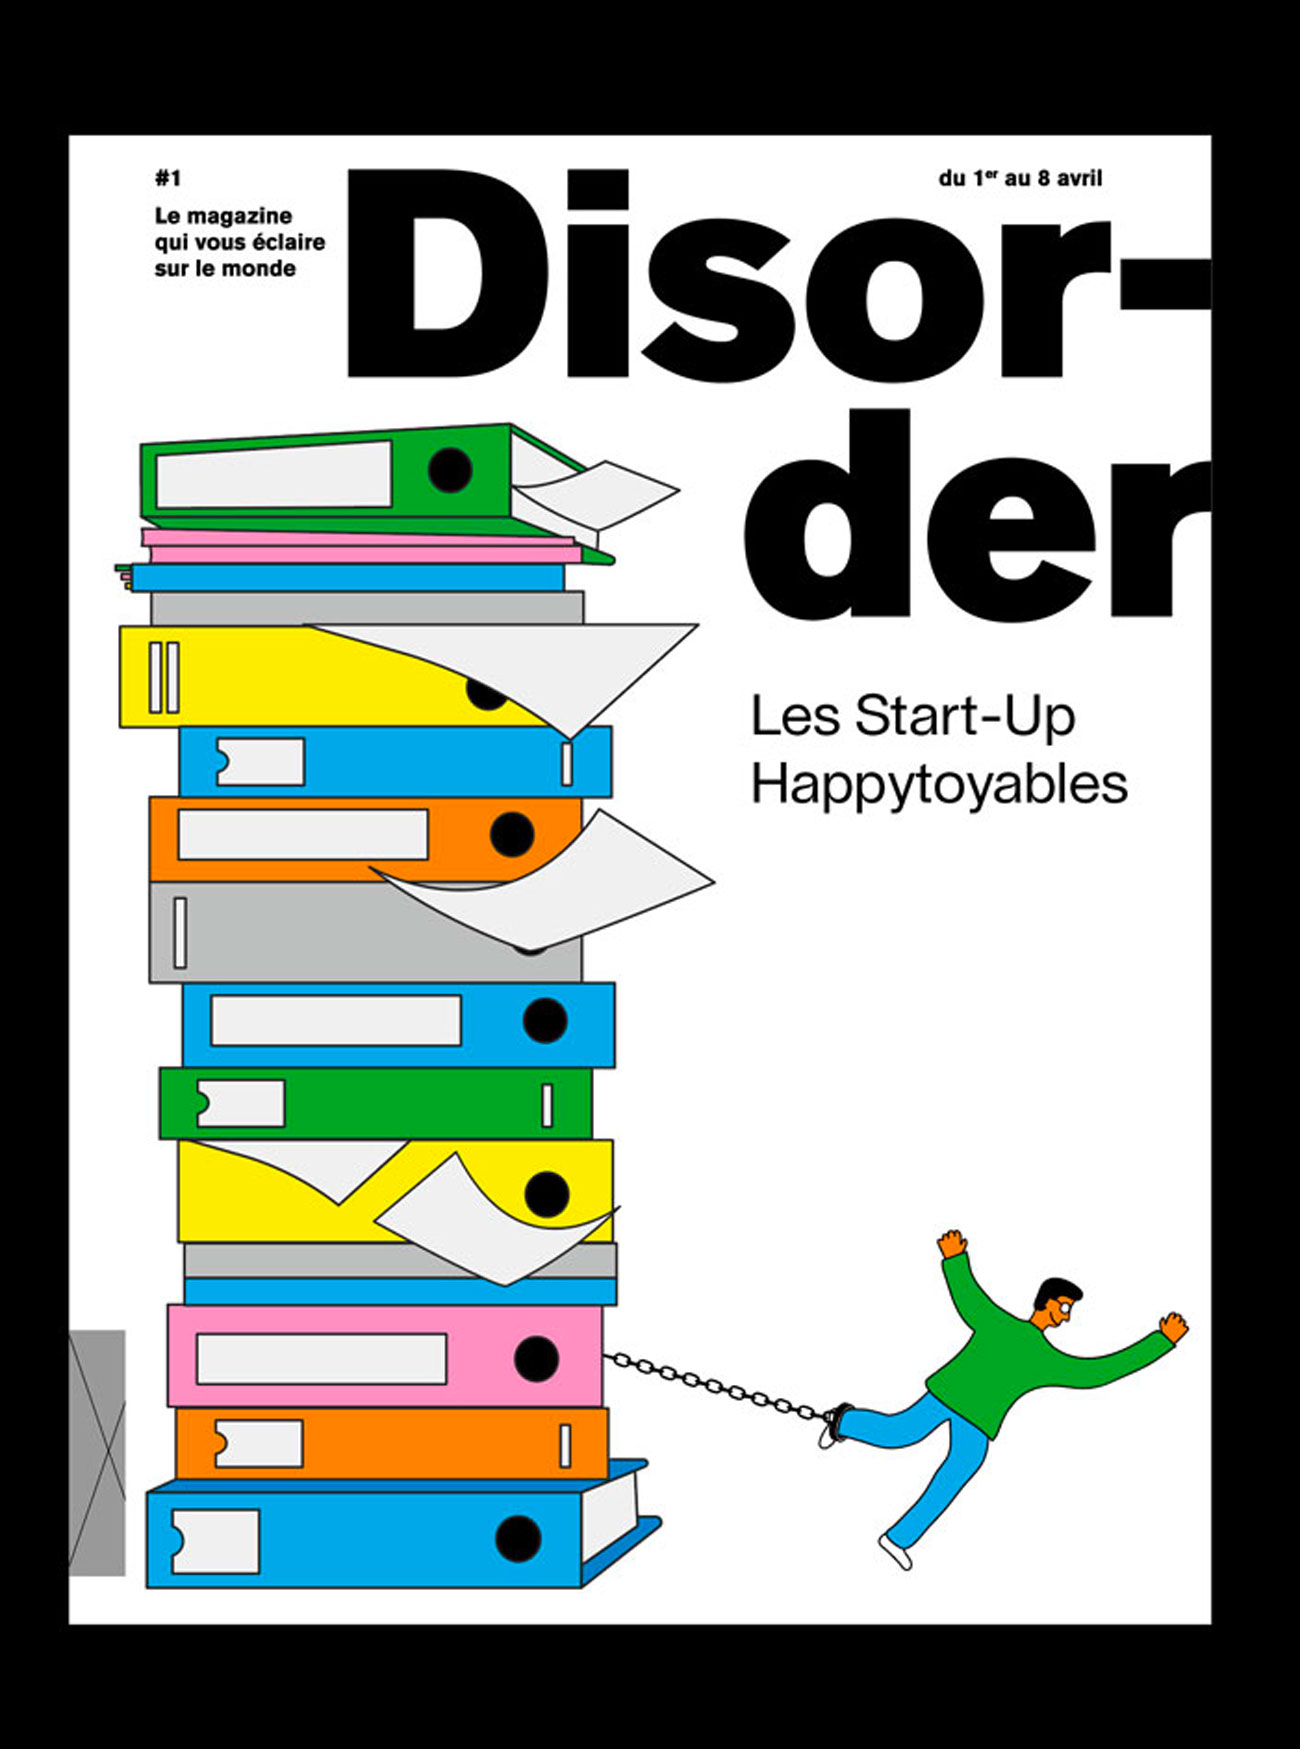 #1
Le magazine
qui vous éclaire
sur le monde
du 1er au 8 avril
Disor-
der
Les Start-Up
Happytoyables